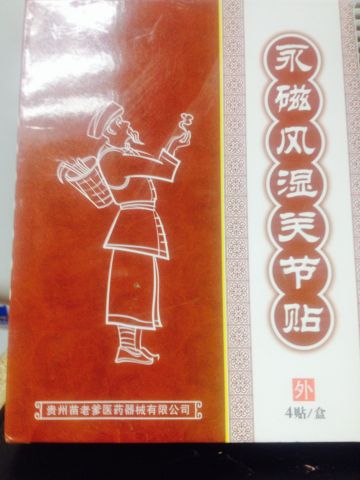 永磁风湿关节贴
外
4贴/盒
贵州苗老爹医药器械有限公司